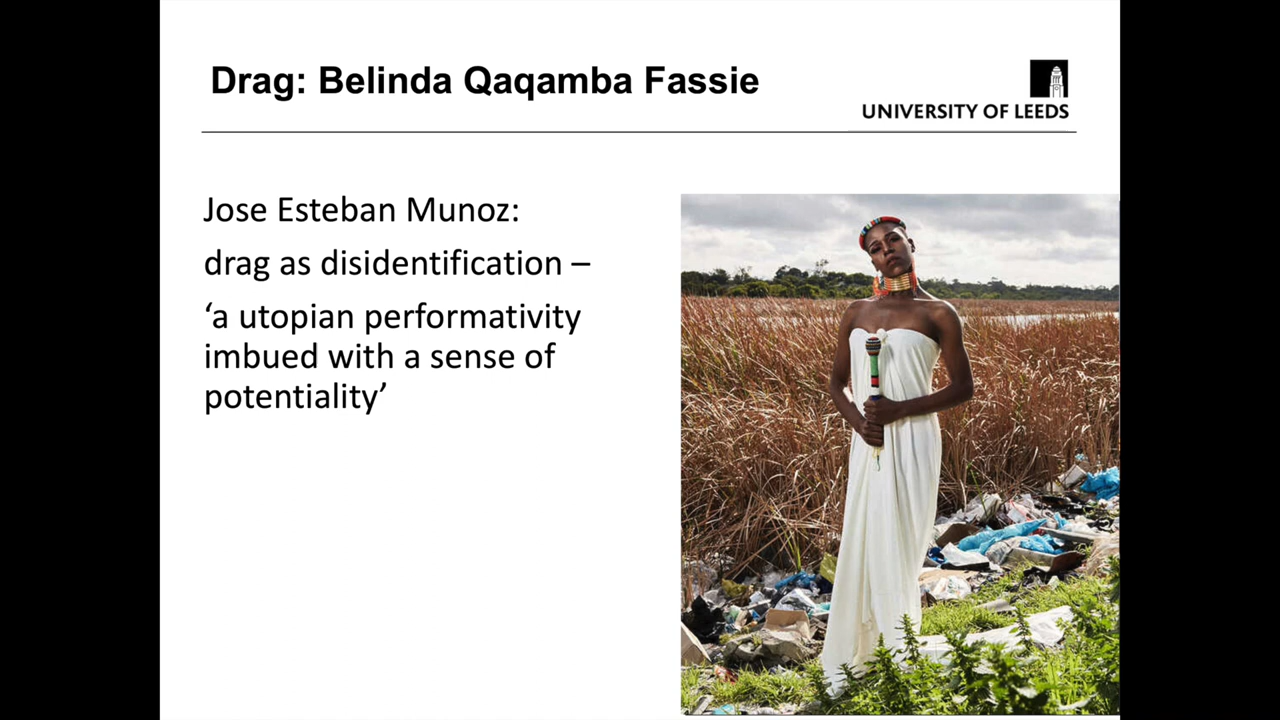 Drag: Belinda Qaqamba Fassie
UNIVERSITY OF LEEDS
Jose Esteban Munoz:
drag as disidentification –
‘a utopian performativity
imbued with a sense of
potentiality’